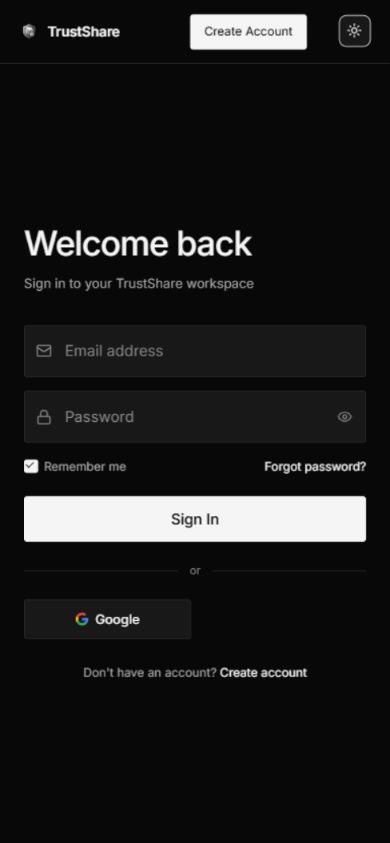 TrustShare
Create Account
Welcome back
Sign in to your TrustShare workspace
Email address
Password
Remember me
Forgot password?
Sign In
or
Google
Don't have an account? Create account